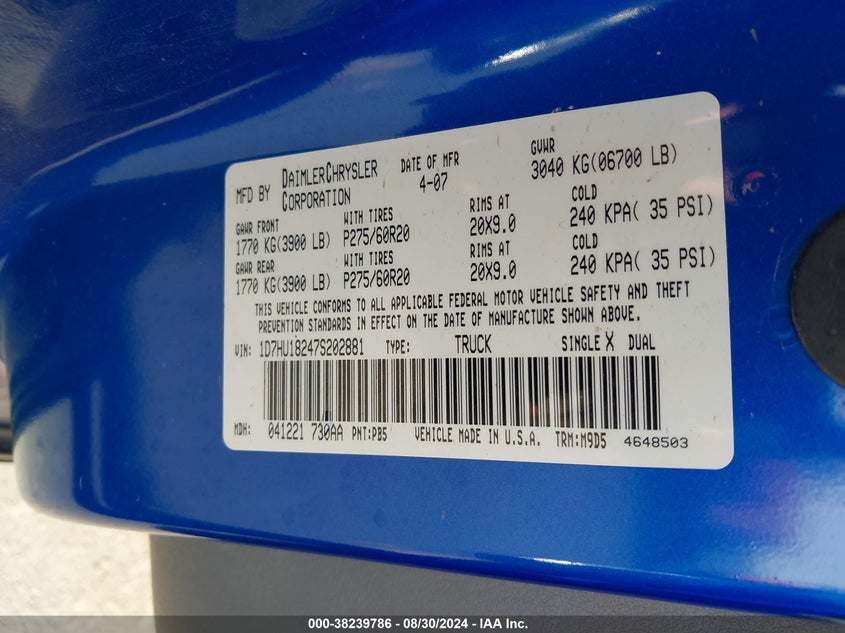 MFD BY DAIMLERCHRYSLER CORPORATION DATE OF MFR 4-07 GVWR 3040 KG(06700 LB)
GAWR FRONT WITH TIRES RIMS AT COLD
1770 KG(3900 LB) P275/60R20 20X9.0 240 KPA( 35 PSI)
GAWR REAR WITH TIRES RIMS AT COLD
1770 KG(3900 LB) P275/60R20 20X9.0 240 KPA( 35 PSI)
THIS VEHICLE CONFORMS TO ALL APPLICABLE FEDERAL MOTOR VEHICLE SAFETY AND THEFT
PREVENTION STANDARDS IN EFFECT ON THE DATE OF MANUFACTURE SHOWN ABOVE.
VIN: 1D7HU18247S202881 TYPE: TRUCK SINGLE X DUAL
MDH: 041221 730AA PNT:PB5 VEHICLE MADE IN U.S.A. TRM:M9D5 4648503
000-38239786 - 08/30/2024 - IAA Inc.